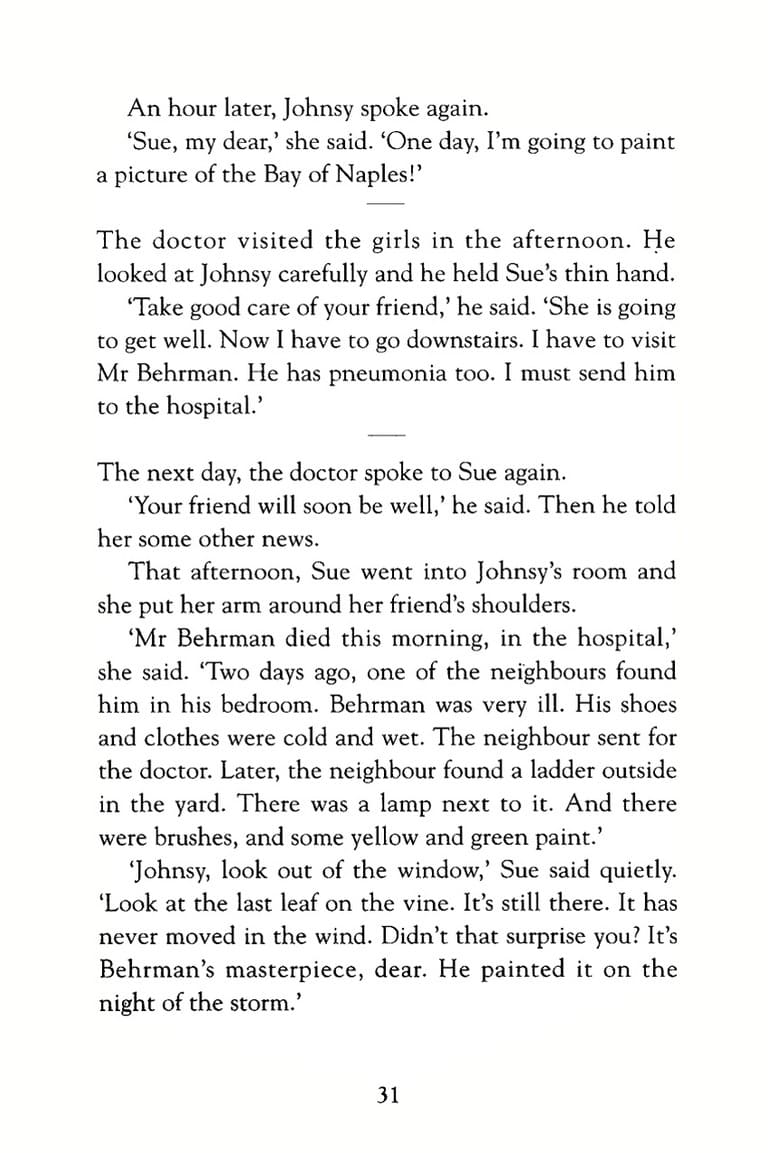 An hour later, Johnsy spoke again.
‘Sue, my dear,’ she said. ‘One day, I’m going to paint
a picture of the Bay of Naples!’
The doctor visited the girls in the afternoon. He
looked at Johnsy carefully and he held Sue’s thin hand.
‘Take good care of your friend,’ he said. ‘She is going
to get well. Now I have to go downstairs. I have to visit
Mr Behrman. He has pneumonia too. I must send him
to the hospital.’
The next day, the doctor spoke to Sue again.
‘Your friend will soon be well,’ he said. Then he told
her some other news.
That afternoon, Sue went into Johnsy’s room and
she put her arm around her friend’s shoulders.
‘Mr Behrman died this morning, in the hospital,’
she said. ‘Two days ago, one of the neighbours found
him in his bedroom. Behrman was very ill. His shoes
and clothes were cold and wet. The neighbour sent for
the doctor. Later, the neighbour found a ladder outside
in the yard. There was a lamp next to it. And there
were brushes, and some yellow and green paint.’
‘Johnsy, look out of the window,’ Sue said quietly.
‘Look at the last leaf on the vine. It’s still there. It has
never moved in the wind. Didn’t that surprise you? It’s
Behrman’s masterpiece, dear. He painted it on the
night of the storm.’
31